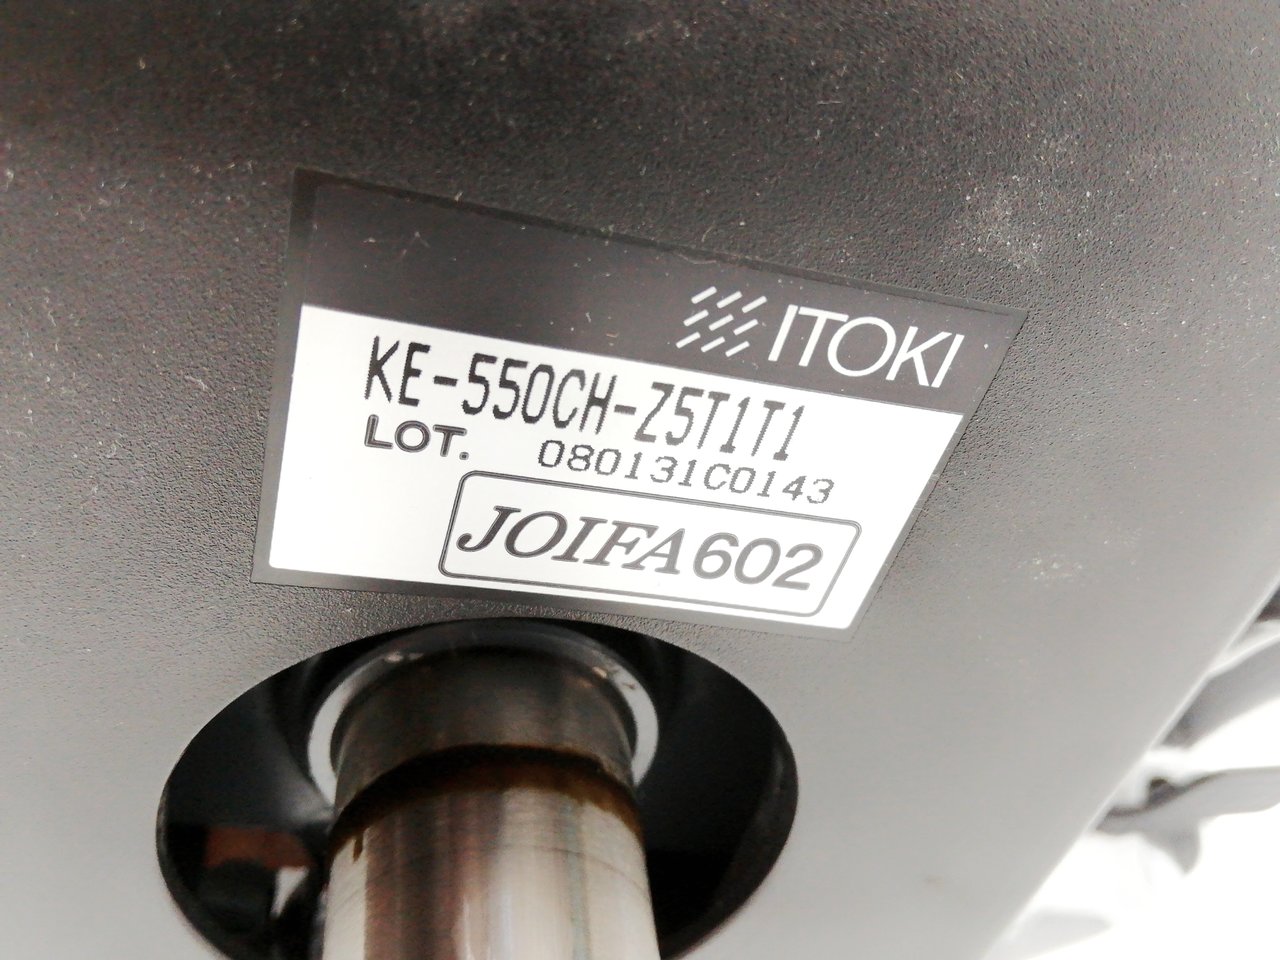 ITOKI
KE-550CH-Z5T1T1
LOT. 080131C0143
JOIFA602